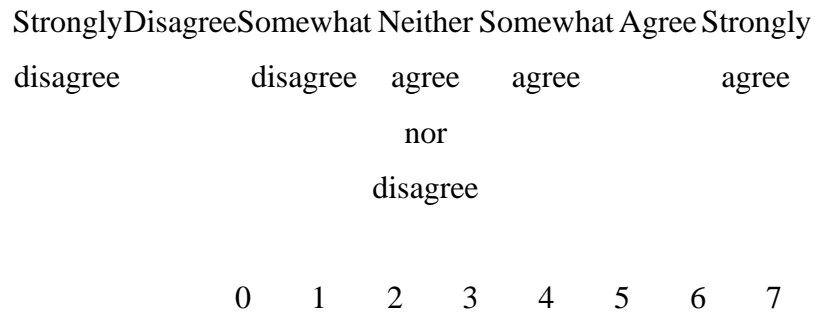 StronglyDisagreeSomewhat Neither Somewhat Agree Strongly
disagree disagree agree agree agree
nor
disagree
0 1 2 3 4 5 6 7